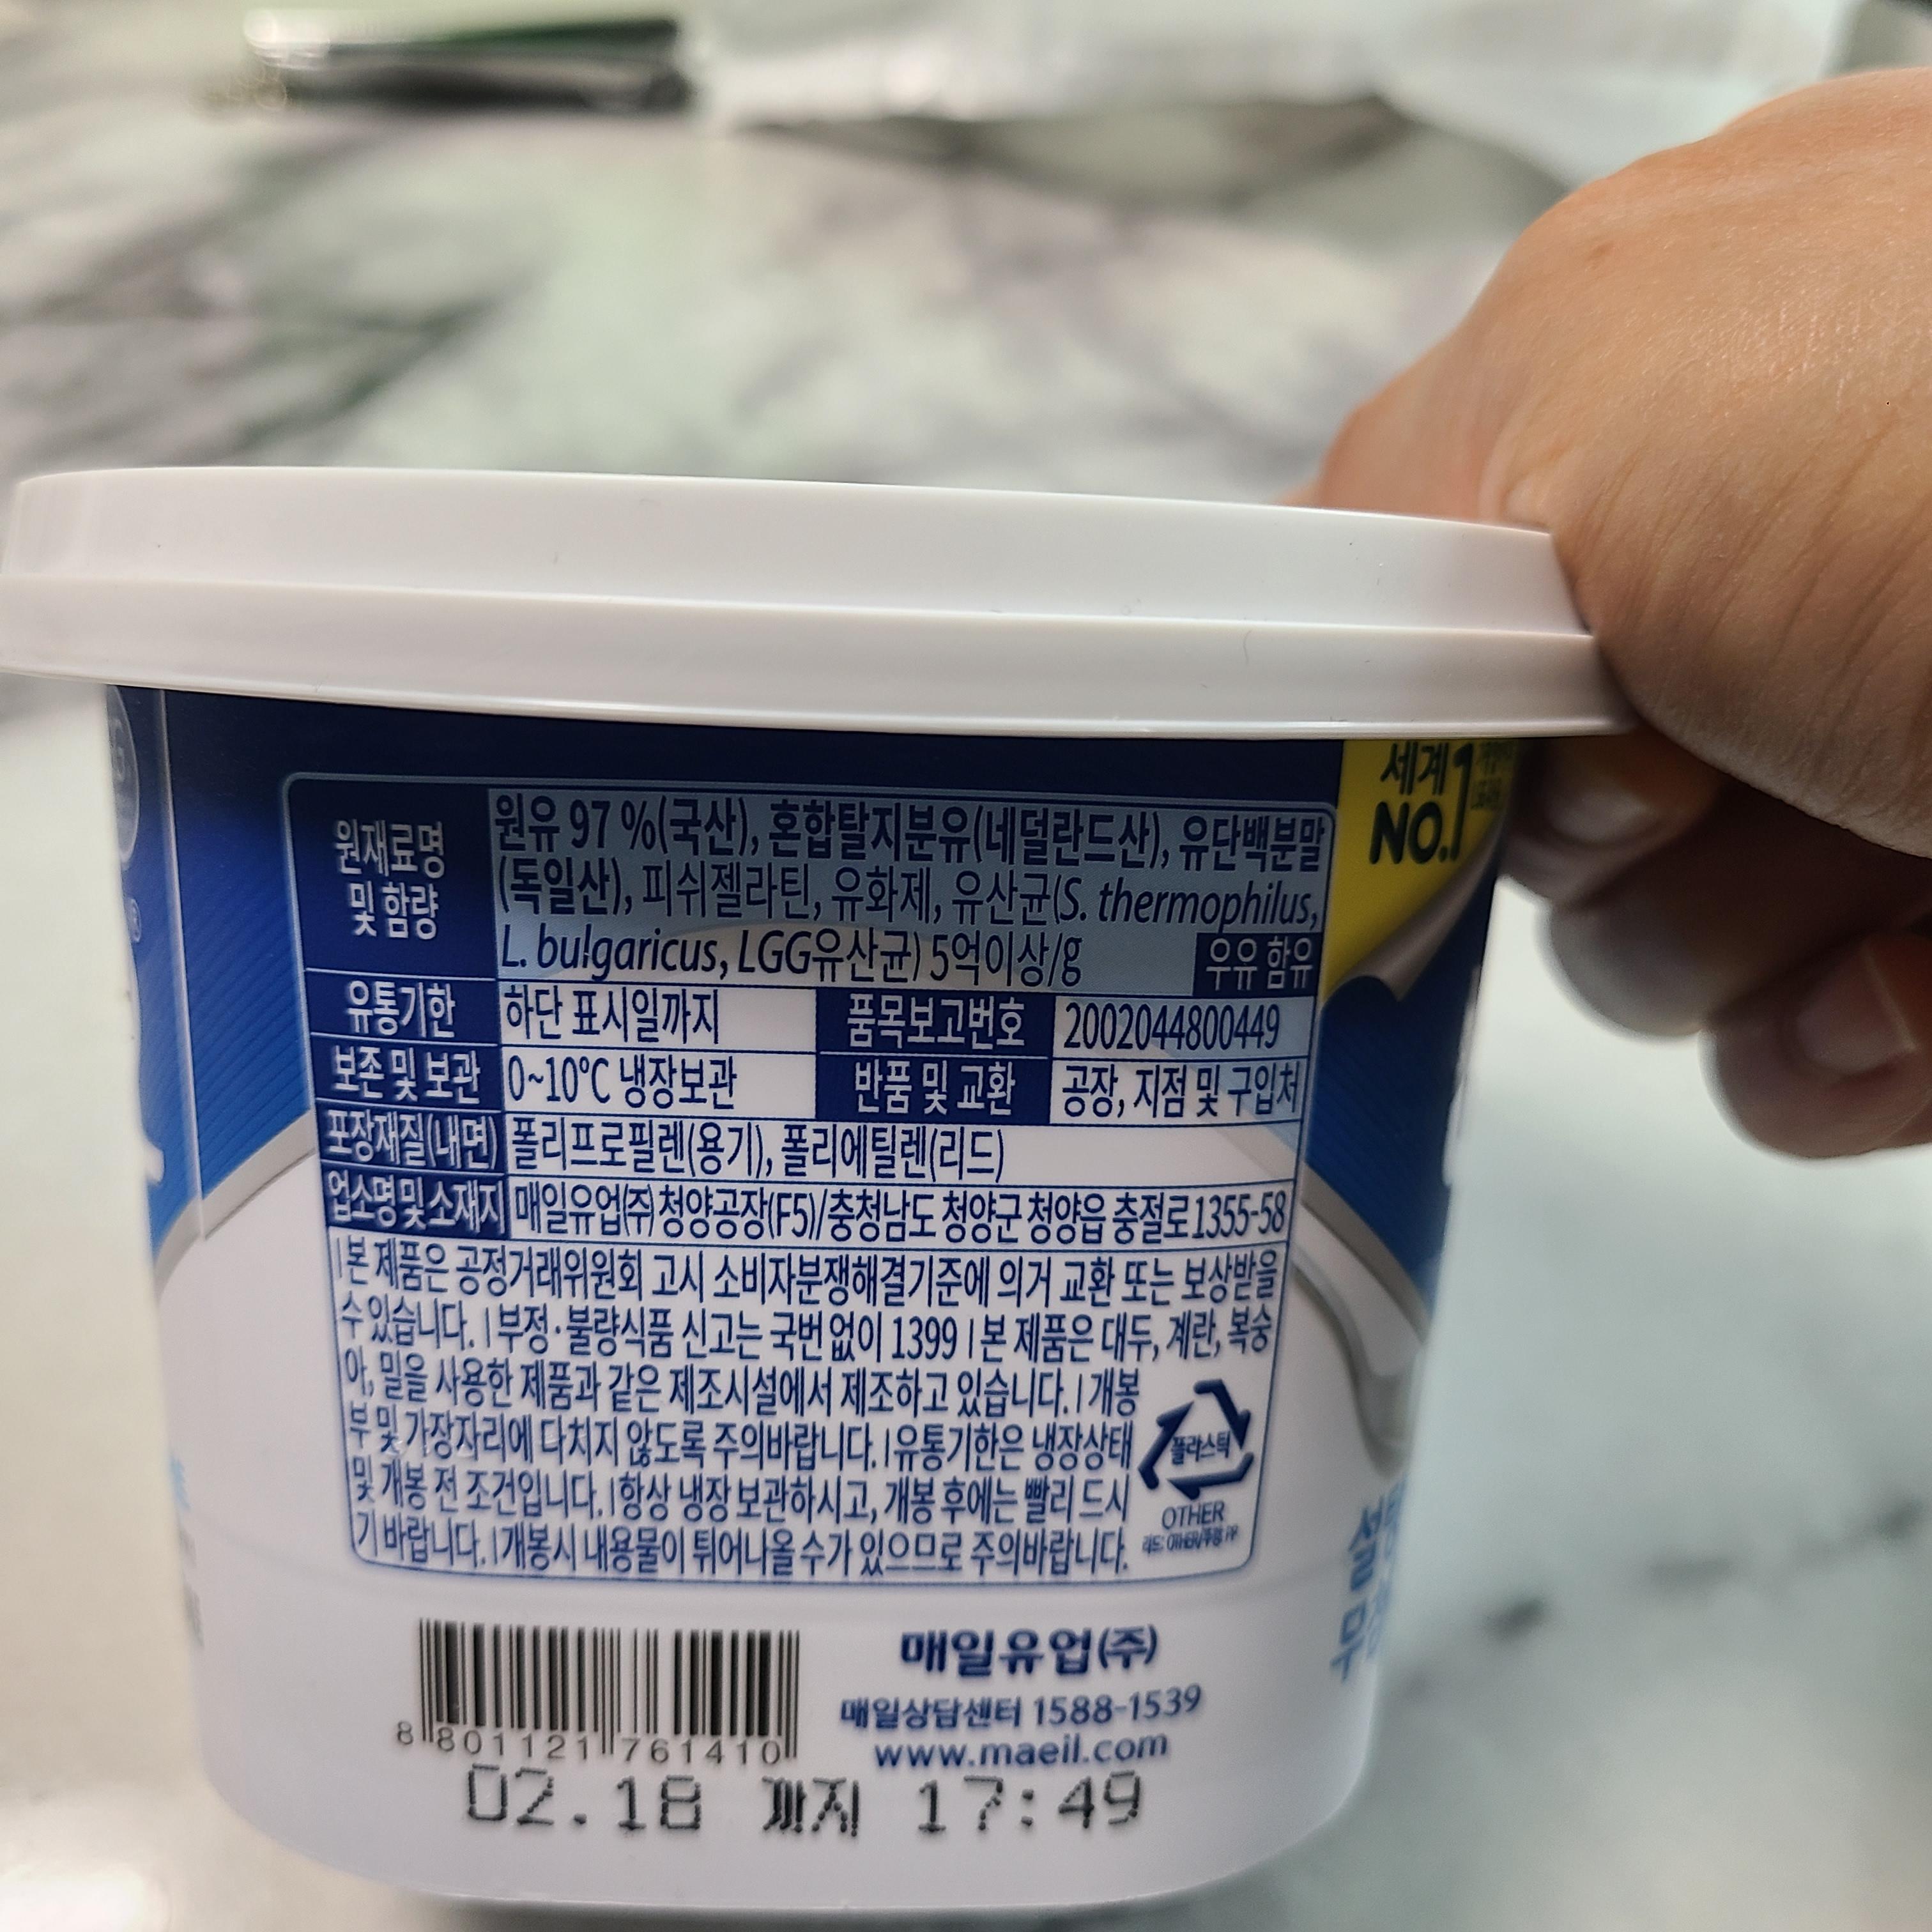 세계
NO.1
원재료명
및 함량
원유 97 %(국산), 혼합탈지분유(네덜란드산), 유단백분말
(독일산), 피쉬젤라틴, 유화제, 유산균(S. thermophilus,
L. bulgaricus, LGG유산균) 5억이상/g
우유 함유
유통기한 하단 표시일까지 품목보고번호 2002044800449
보존 및 보관 0~10℃ 냉장보관 반품 및 교환 공장, 지점 및 구입처
포장재질(내면) 폴리프로필렌(용기), 폴리에틸렌(리드)
업소명 및 소재지 매일유업㈜ 청양공장(F5)/충청남도 청양군 청양읍 충절로 1355-58
| 본 제품은 공정거래위원회 고시 소비자분쟁해결기준에 의거 교환 또는 보상받을
수 있습니다. | 부정·불량식품 신고는 국번없이 1399 | 본 제품은 대두, 계란, 복숭
아, 밀을 사용한 제품과 같은 제조시설에서 제조하고 있습니다. | 개봉
부 및 가장자리에 다치지 않도록 주의바랍니다. | 유통기한은 냉장상태
및 개봉 전 조건입니다. | 항상 냉장 보관하시고, 개봉 후에는 빨리 드시
기 바랍니다. | 개봉시 내용물이 튀어나올 수가 있으므로 주의바랍니다.
플라스틱
OTHER
매일유업(주)
매일상담센터 1588-1539
www.maeil.com
8 801121 761410
02.18 까지 17:49